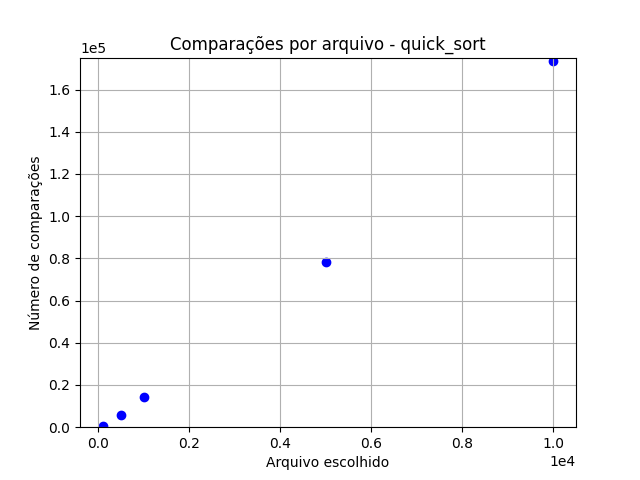 Comparações por arquivo - quick_sort
1e5
1.6
1.4
1.2
1.0
0.8
0.6
0.4
0.2
0.0
Número de comparações
0.0 0.2 0.4 0.6 0.8 1.0
1e4
Arquivo escolhido